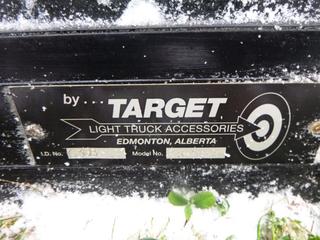 by... TARGET
LIGHT TRUCK ACCESSORIES
EDMONTON, ALBERTA
I.D. No. Model No.